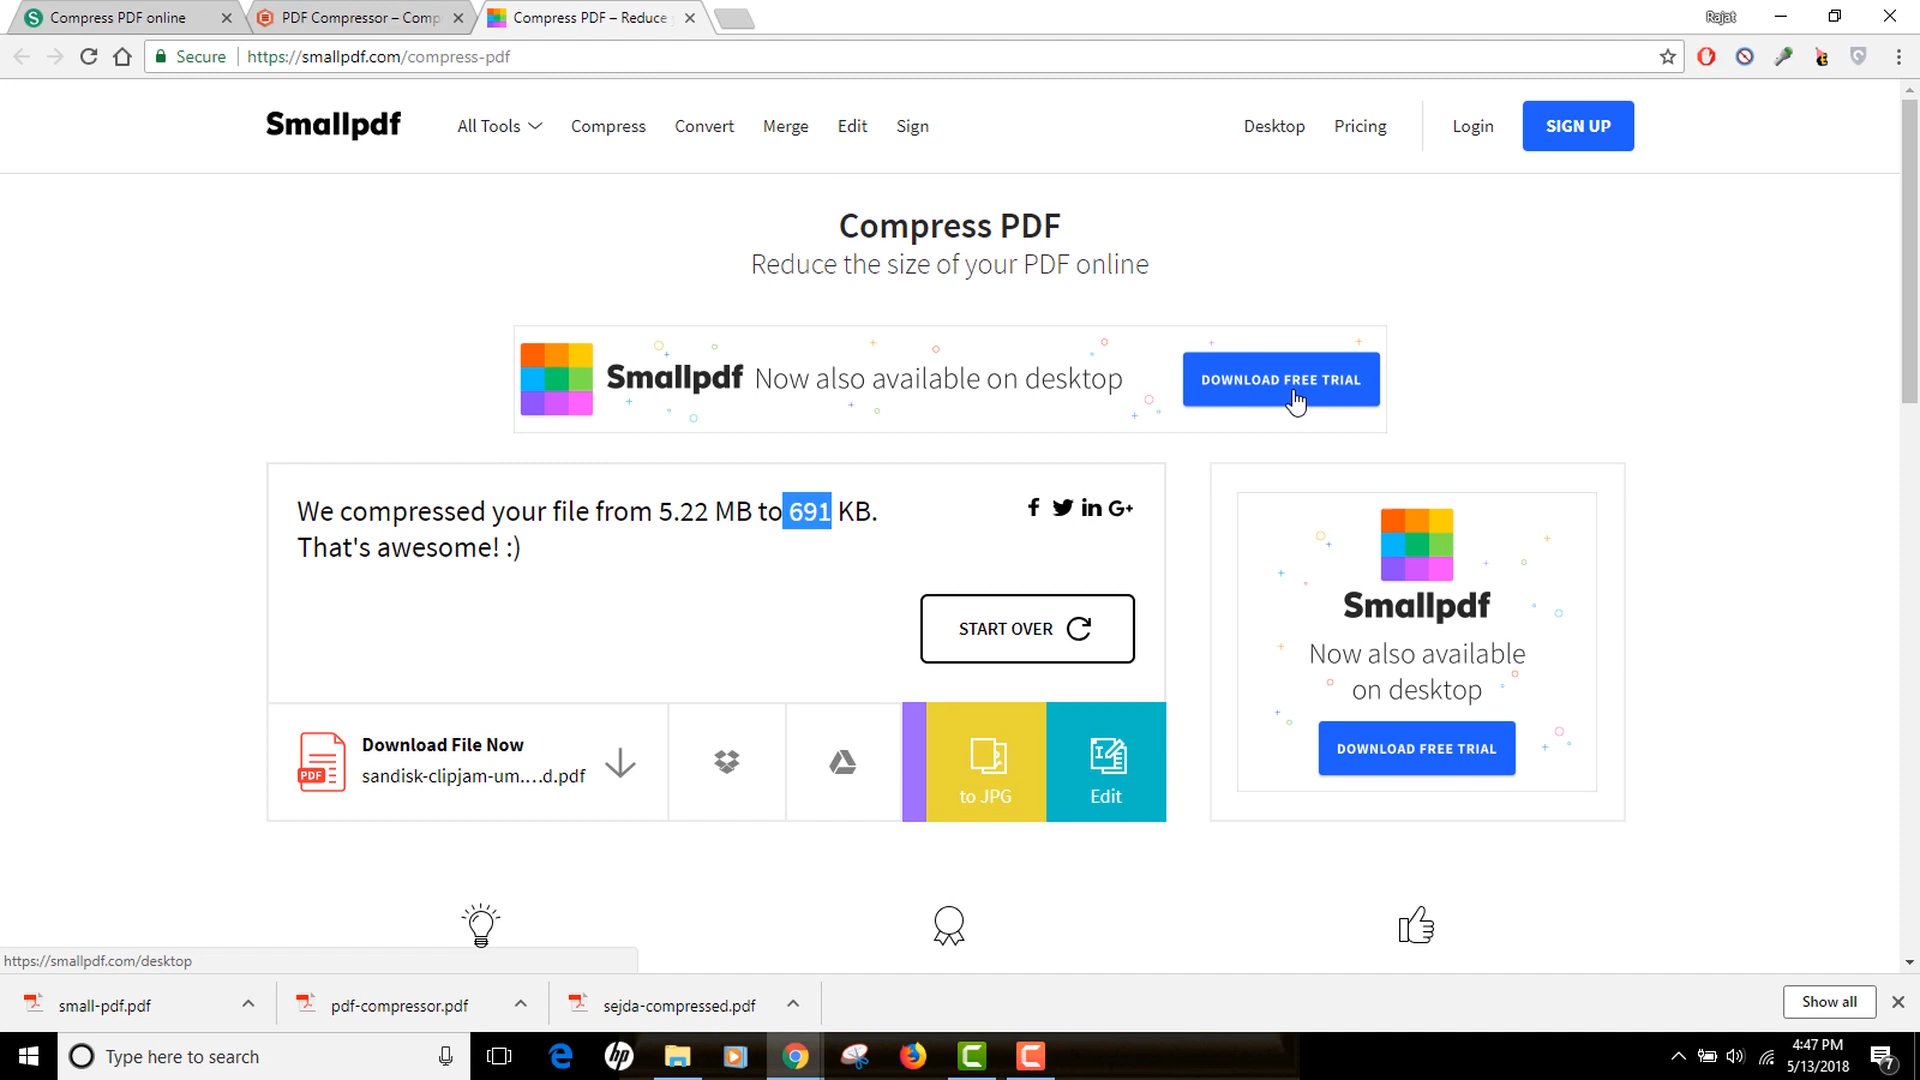 Compress PDF online
PDF Compressor – Comp
Compress PDF – Reduce
Rajat
Secure
https://smallpdf.com/compress-pdf
Smallpdf
All Tools
Compress
Convert
Merge
Edit
Sign
Desktop
Pricing
Login
SIGN UP
Compress PDF
Reduce the size of your PDF online
Smallpdf Now also available on desktop
DOWNLOAD FREE TRIAL
We compressed your file from 5.22 MB to 691 KB.
That's awesome! :)
START OVER
Download File Now
sandisk-clipjam-um....d.pdf
PDF
to JPG
Edit
Smallpdf
Now also available
on desktop
DOWNLOAD FREE TRIAL
https://smallpdf.com/desktop
small-pdf.pdf
pdf-compressor.pdf
sejda-compressed.pdf
Show all
Type here to search
4:47 PM
5/13/2018
7